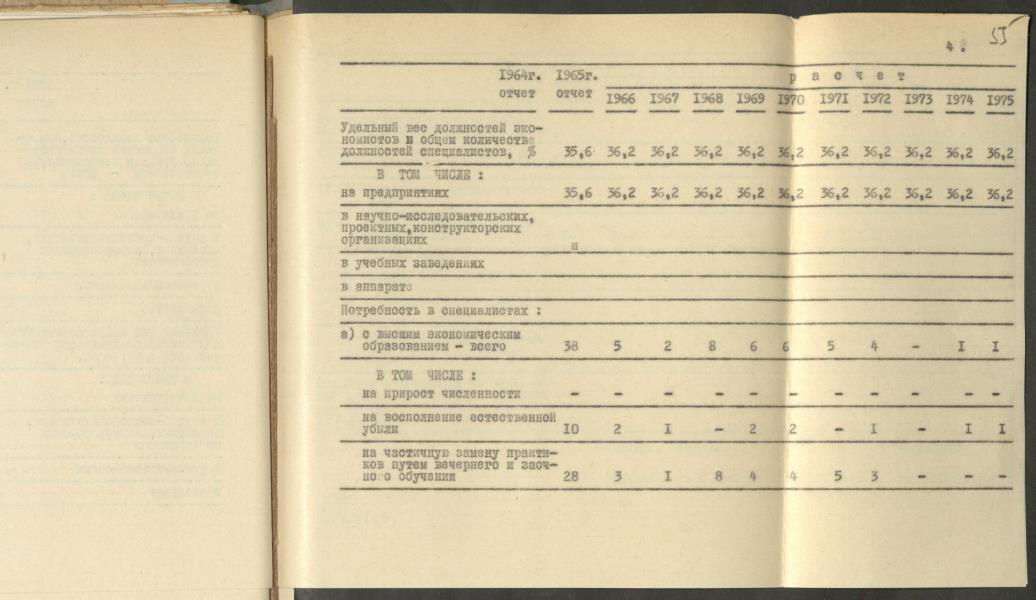 4.
55
1964г. 1965г. р а с ч е т
отчет отчет 1966 1967 1968 1969 1970 1971 1972 1973 1974 1975
Удельный вес должностей эко-
номистов в общем количестве
должностей специалистов, % 35,6 36,2 36,2 36,2 36,2 36,2 36,2 36,2 36,2 36,2 36,2
В ТОМ ЧИСЛЕ :
на предприятиях 35,6 36,2 36,2 36,2 36,2 36,2 36,2 36,2 36,2 36,2 36,2
в научно-исследовательских,
проектных,конструкторских
организациях ш
в учебных заведениях
в аппарате
Потребность в специалистах :
а) с высшим экономическим
образованием - всего 38 5 2 8 6 6 5 4 - I I
В ТОМ ЧИСЛЕ :
на прирост численности - - - - - - - - - - -
на восполнение естественной
убыли 10 2 I - 2 2 - I - I I
на частичную замену практи-
ков путем вечернего и заоч-
ного обучения 28 3 I 8 4 4 5 3 - - -